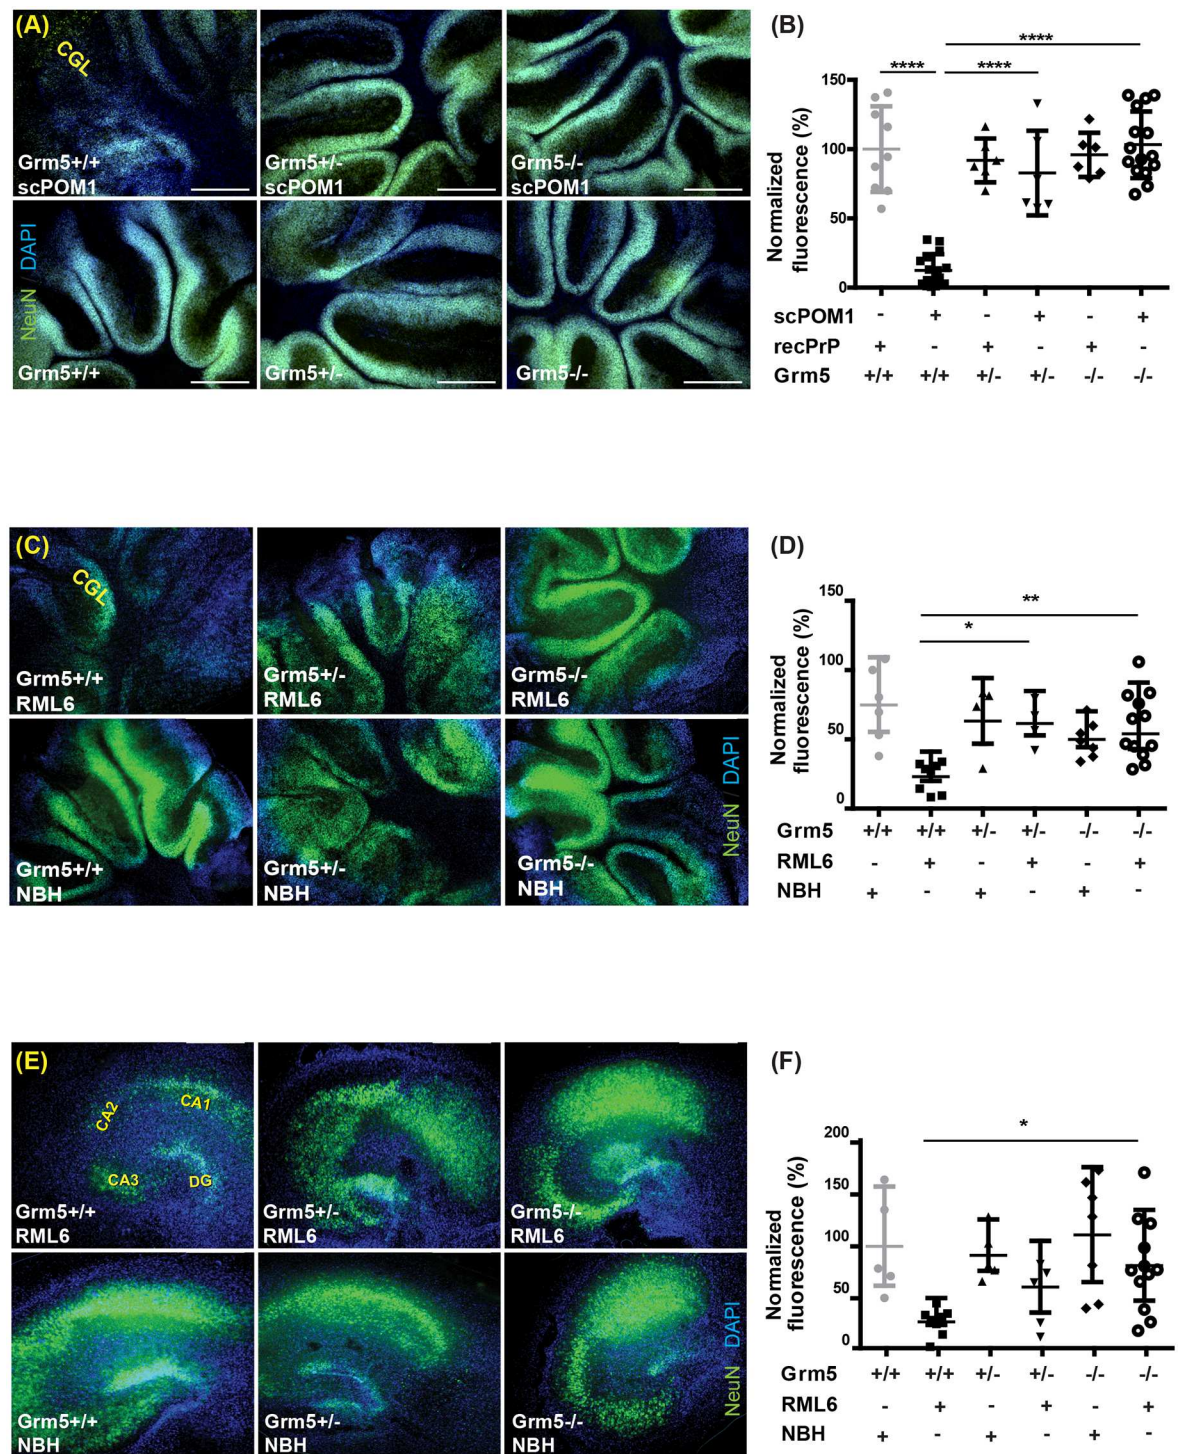 (A)
CGL
Grm5+/+
scPOM1
Grm5+/-
scPOM1
Grm5-/- scPOM1
NeuN / DAPI
Grm5+/+
Grm5+/-
Grm5-/-
(B)
****
**** ****
Normalized
fluorescence (%)
150
100
50
0
scPOM1 - + - + - +
recPrP + - + - + -
Grm5 +/+ +/+ +/- +/- -/- -/-
(C)
CGL
Grm5+/+
RML6
Grm5+/-
RML6
Grm5-/-
RML6
Grm5+/+
NBH
Grm5+/-
NBH
Grm5-/-
NBH
NeuN / DAPI
(D)
**
*
Normalized
fluorescence (%)
150
100
50
0
Grm5 +/+ +/+ +/- +/- -/- -/-
RML6 - + - + - +
NBH + - + - + -
(E)
CA2
CA1
CA3
DG
Grm5+/+
RML6
Grm5+/-
RML6
Grm5-/-
RML6
Grm5+/+
NBH
Grm5+/-
NBH
Grm5-/-
NBH
NeuN / DAPI
(F)
*
Normalized
fluorescence (%)
200
150
100
50
0
Grm5 +/+ +/+ +/- +/- -/- -/-
RML6 - + - + - +
NBH + - + - + -